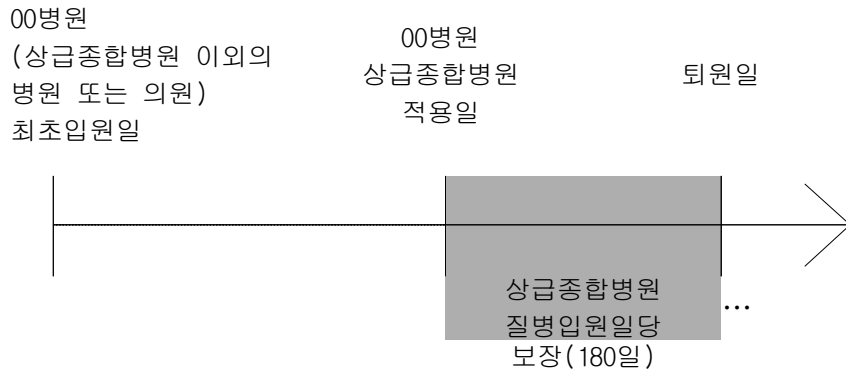 00병원
(상급종합병원 이외의
병원 또는 의원)
최초입원일
00병원
상급종합병원
적용일
퇴원일
상급종합병원
질병입원일당
보장(180일)
...